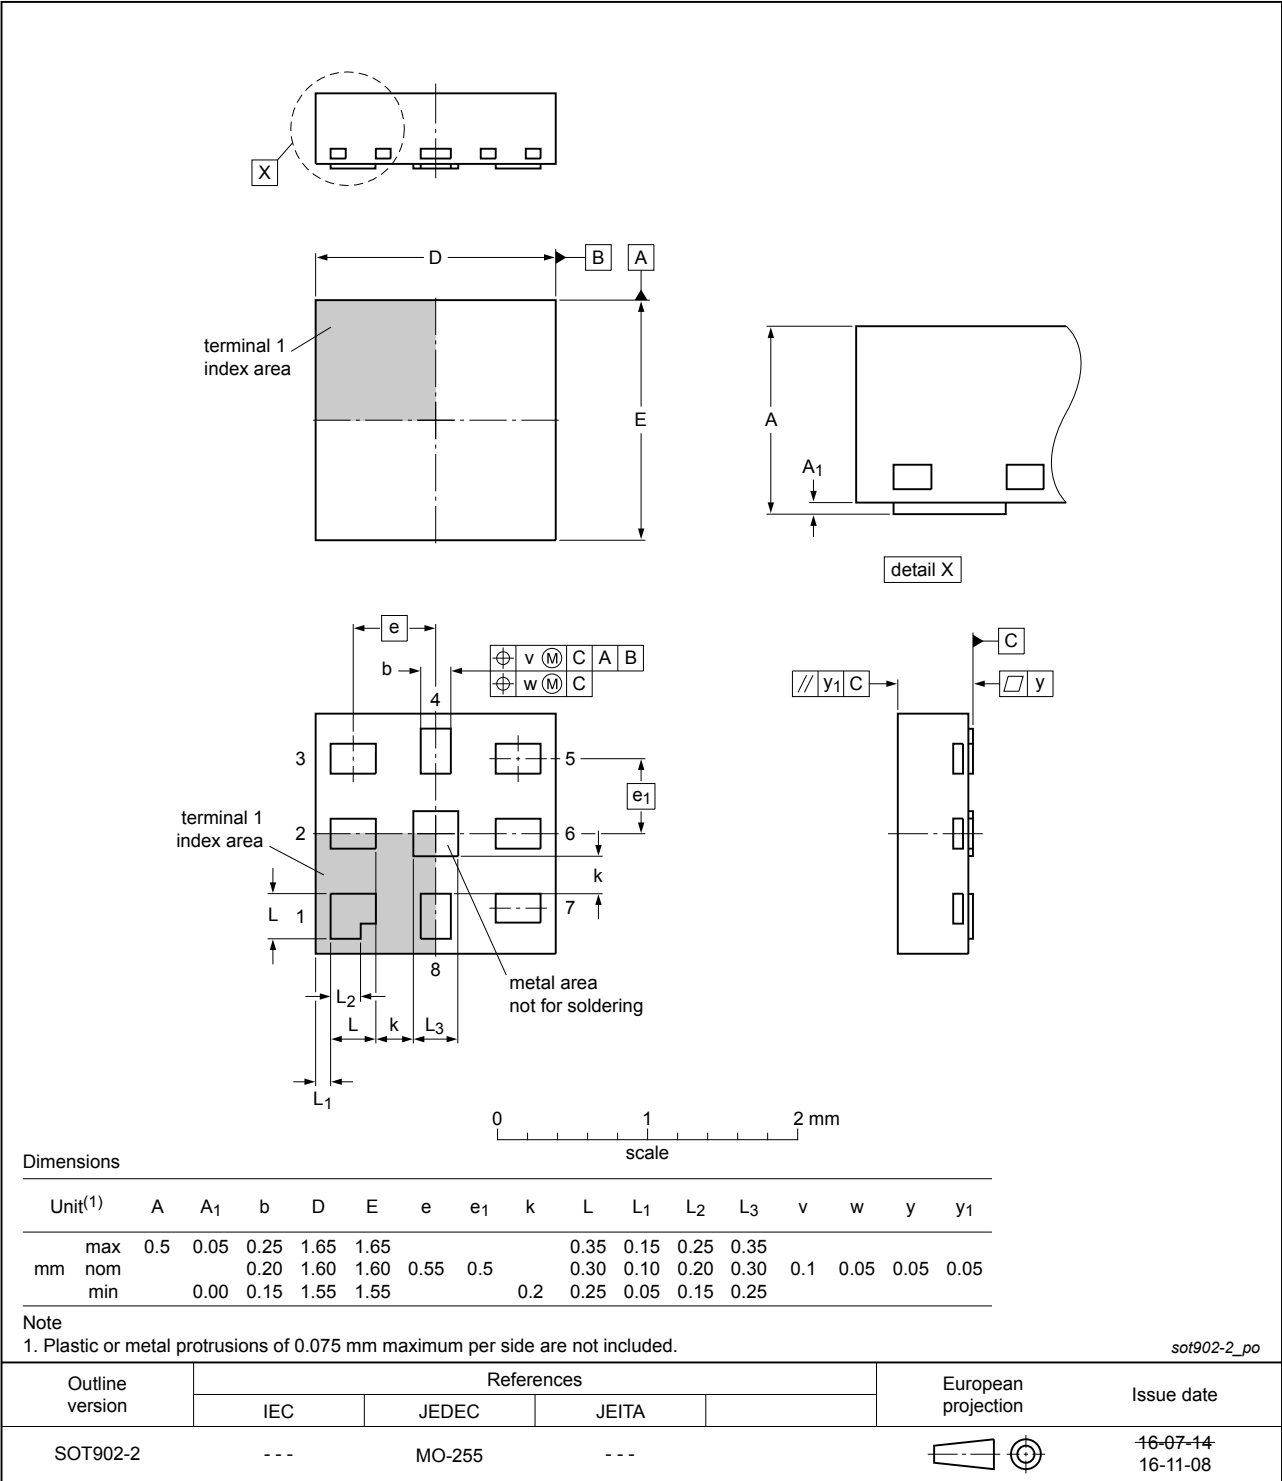 X
D
B
A
terminal 1
index area
E
A
A1
detail X
e
b
v Ⓜ C A B
w Ⓜ C
4
C
// y1 C
y
3
5
e1
terminal 1
index area
2
6
k
L
1
7
8
metal area
not for soldering
L2
L
k
L3
L1
0 1 2 mm
scale
Dimensions
Unit(1) A A1 b D E e e1 k L L1 L2 L3 v w y y1
max 0.5 0.05 0.25 1.65 1.65 0.35 0.15 0.25 0.35
mm nom 0.20 1.60 1.60 0.55 0.5 0.30 0.10 0.20 0.30 0.1 0.05 0.05 0.05
min 0.00 0.15 1.55 1.55 0.2 0.25 0.05 0.15 0.25
Note
1. Plastic or metal protrusions of 0.075 mm maximum per side are not included.
sot902-2_po
Outline
version
References
IEC JEDEC JEITA
European
projection
Issue date
SOT902-2 - - - MO-255 - - -
16-07-14
16-11-08